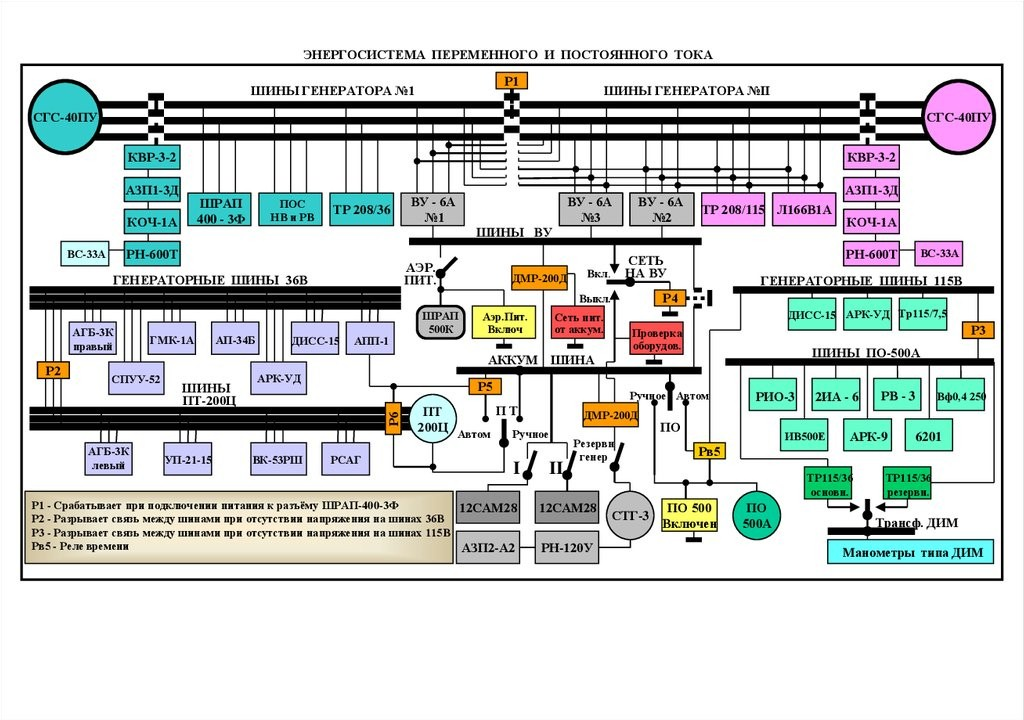 ЭНЕРГОСИСТЕМА ПЕРЕМЕННОГО И ПОСТОЯННОГО ТОКА
Р1
ШИНЫ ГЕНЕРАТОРА №1
ШИНЫ ГЕНЕРАТОРА №II
СГС-40ПУ
СГС-40ПУ
КВР-3-2
КВР-3-2
АЗП1-3Д
АЗП1-3Д
ШРАП
400 - 3Ф
ПОС
НВ и РВ
ТР 208/36
ВУ - 6А
№1
ВУ - 6А
№3
ВУ - 6А
№2
ТР 208/115
Л166В1А
КОЧ-1А
КОЧ-1А
ШИНЫ ВУ
ВС-33А
РН-600Т
РН-600Т
ВС-33А
АЭР.
ПИТ.
СЕТЬ
НА ВУ
Вкл.
ДМР-200Д
ГЕНЕРАТОРНЫЕ ШИНЫ 36В
ГЕНЕРАТОРНЫЕ ШИНЫ 115В
Выкл.
Р4
ШРАП
500К
Аэр.Пит.
Включ
Сеть пит.
от аккум.
Проверка
оборудов.
ДИСС-15
АРК-УД
Тр115/7,5
Р3
АГБ-3К
правый
ГМК-1А
АП-34Б
ДИСС-15
АПП-1
АККУМ ШИНА
ШИНЫ ПО-500А
Р2
СПУУ-52
АРК-УД
ШИНЫ
ПТ-200Ц
Р5
Ручное
Автом
РИО-3
2ИА - 6
РВ - 3
Вф0,4 250
Р6
ПТ
200Ц
П Т
ДМР-200Д
ПО
Автом
Ручное
Резервн
генер
Рв5
ИВ500Е
АРК-9
6201
АГБ-3К
левый
УП-21-15
ВК-53РШ
РСАГ
I
II
ТР115/36
основн.
ТР115/36
резервн.
Р1 - Срабатывает при подключении питания к разъёму ШРАП-400-3Ф
Р2 - Разрывает связь между шинами при отсутствии напряжения на шинах 36В
Р3 - Разрывает связь между шинами при отсутствии напряжения на шинах 115В
Рв5 - Реле времени
12САМ28
12САМ28
СТГ-3
ПО 500
Включен
ПО
500А
Трансф. ДИМ
АЗП2-А2
РН-120У
Манометры типа ДИМ